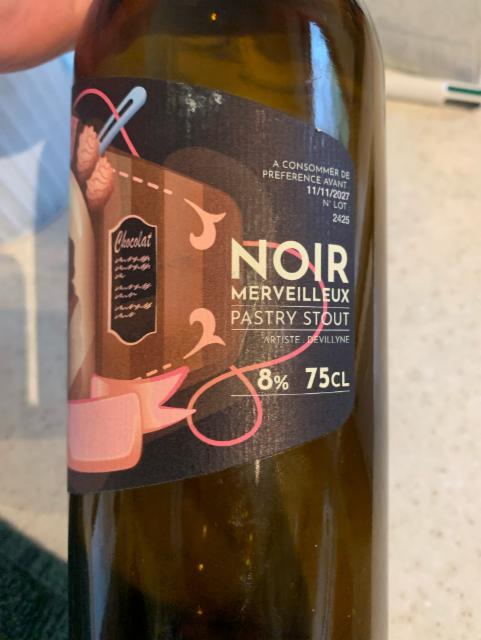 Chocolat
A CONSOMMER DE
PREFERENCE AVANT
11/11/2027
N° LOT
2425
NOIR
MERVEILLEUX
PASTRY STOUT
ARTISTE : DEVILLYNE
8% 75CL